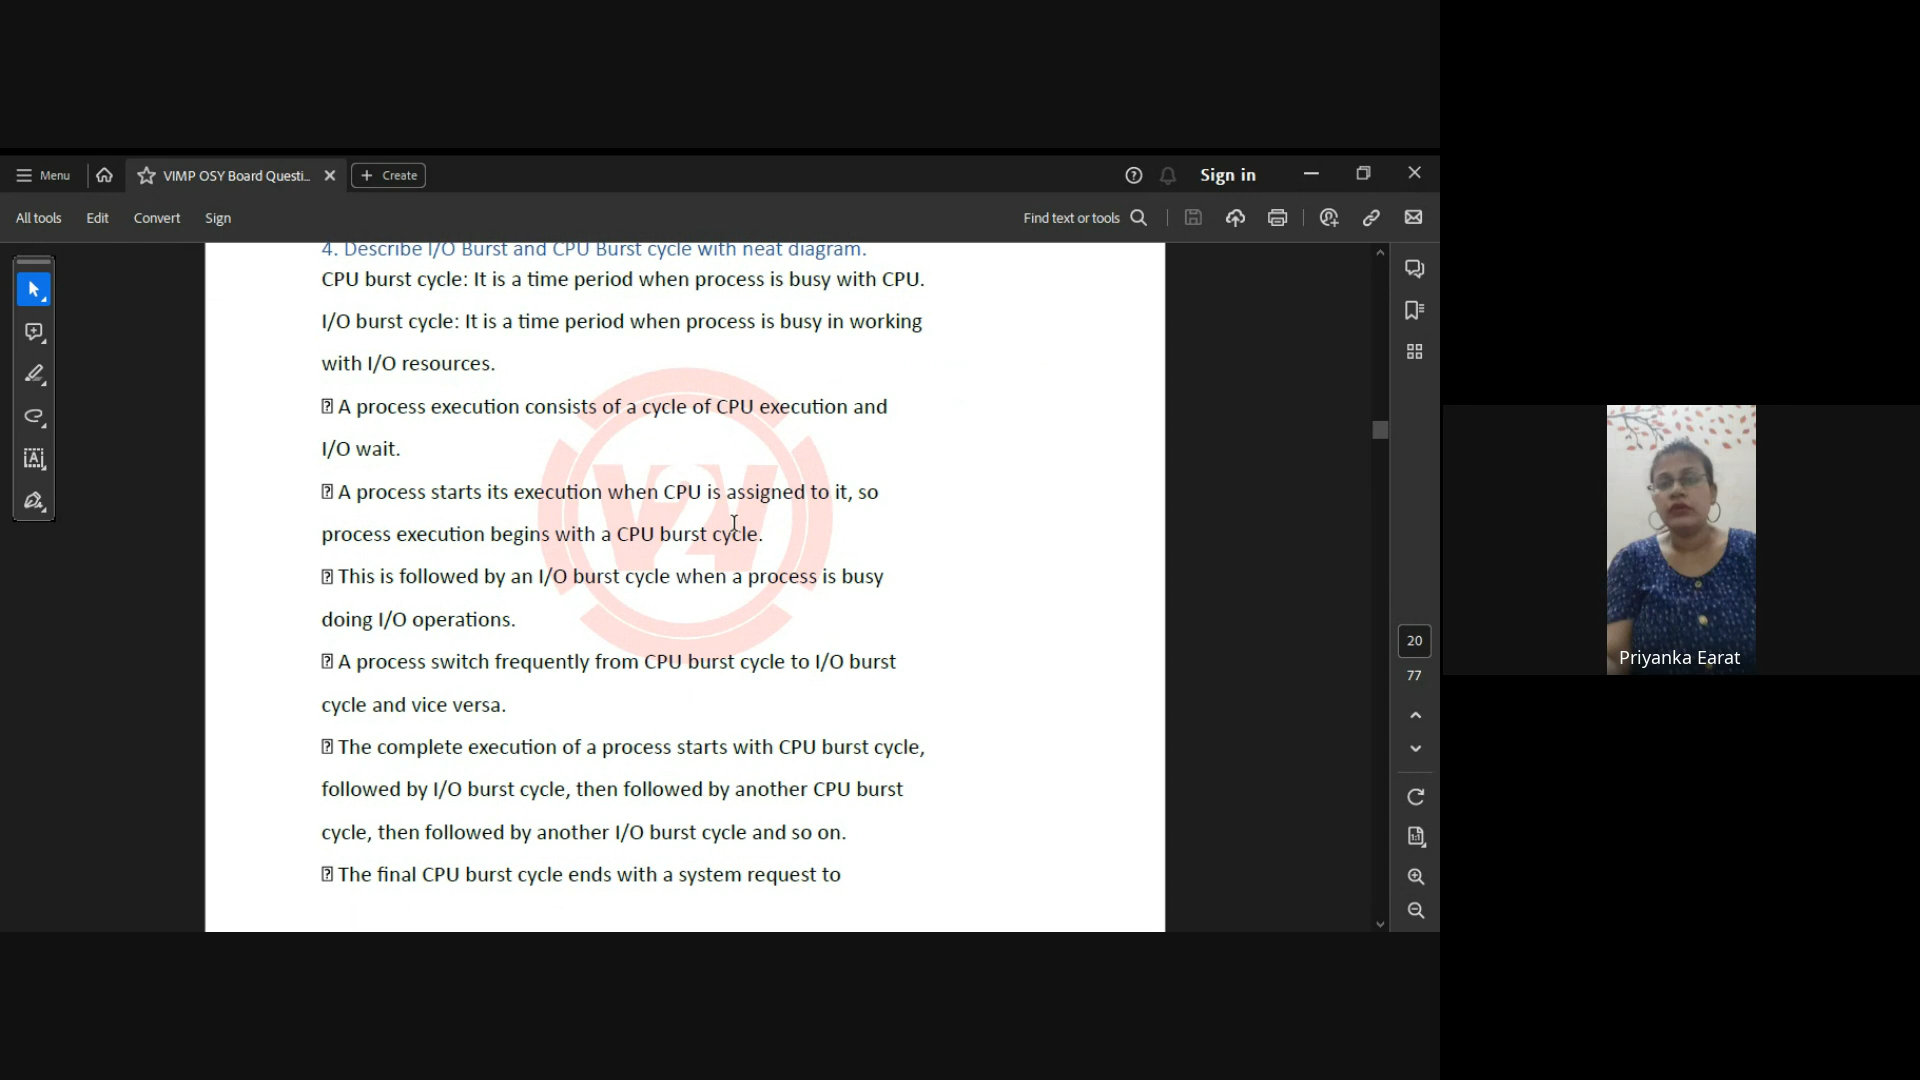 Menu
VIMP OSY Board Questi...
Create
Sign in
All tools
Edit
Convert
Sign
Find text or tools
4. Describe I/O Burst and CPU Burst cycle with neat diagram.
CPU burst cycle: It is a time period when process is busy with CPU.
I/O burst cycle: It is a time period when process is busy in working
with I/O resources.
A process execution consists of a cycle of CPU execution and
I/O wait.
A process starts its execution when CPU is assigned to it, so
process execution begins with a CPU burst cycle.
This is followed by an I/O burst cycle when a process is busy
doing I/O operations.
A process switch frequently from CPU burst cycle to I/O burst
cycle and vice versa.
The complete execution of a process starts with CPU burst cycle,
followed by I/O burst cycle, then followed by another CPU burst
cycle, then followed by another I/O burst cycle and so on.
The final CPU burst cycle ends with a system request to
V2V
20
77
Priyanka Earat